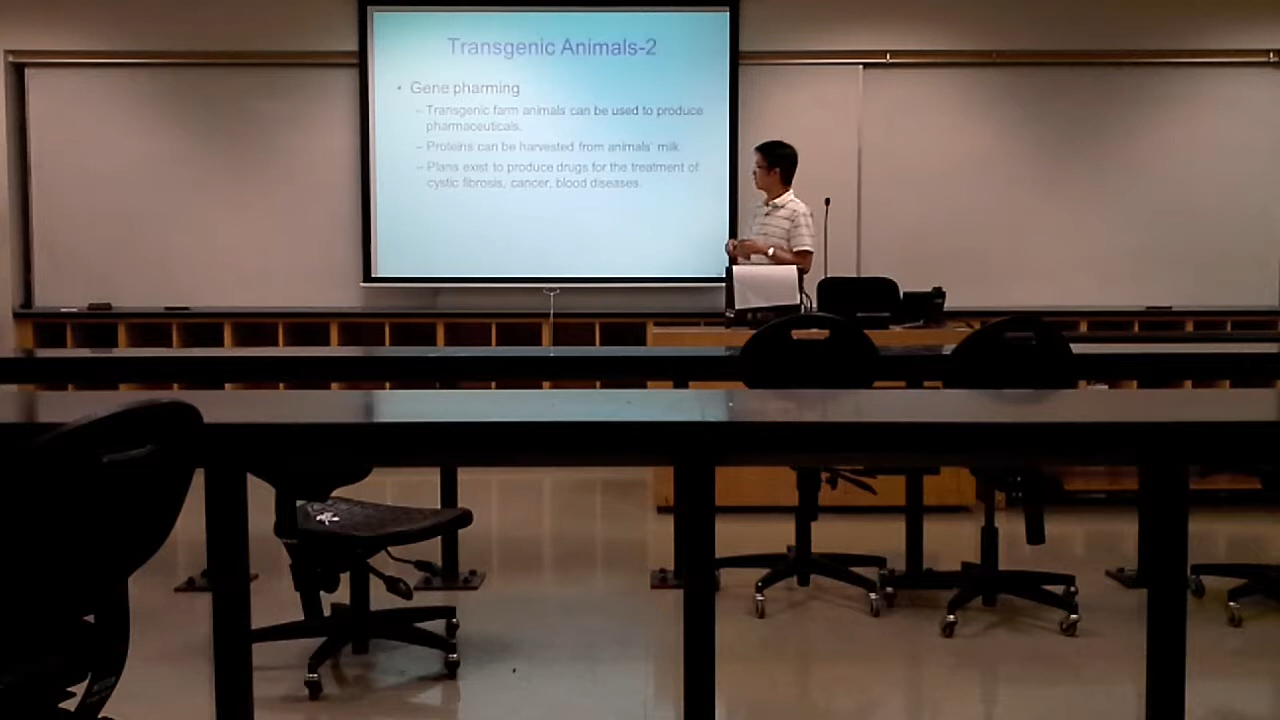 Transgenic Animals-2
• Gene pharming
– Transgenic farm animals can be used to produce
pharmaceuticals.
– Proteins can be harvested from animals' milk.
– Plans exist to produce drugs for the treatment of
cystic fibrosis, cancer, blood diseases.